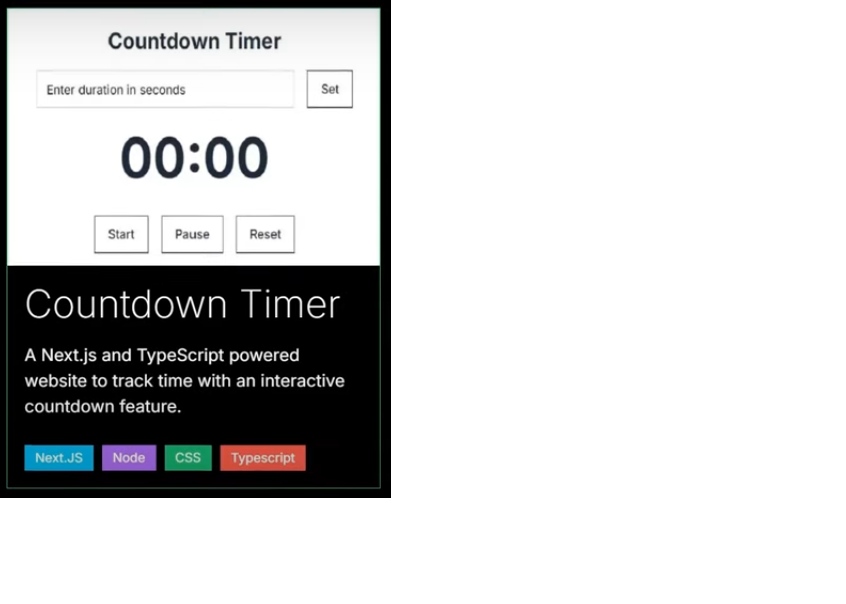 Countdown Timer
Enter duration in seconds
Set
00:00
Start Pause Reset
Countdown Timer
A Next.js and TypeScript powered
website to track time with an interactive
countdown feature.
Next.JS Node CSS Typescript